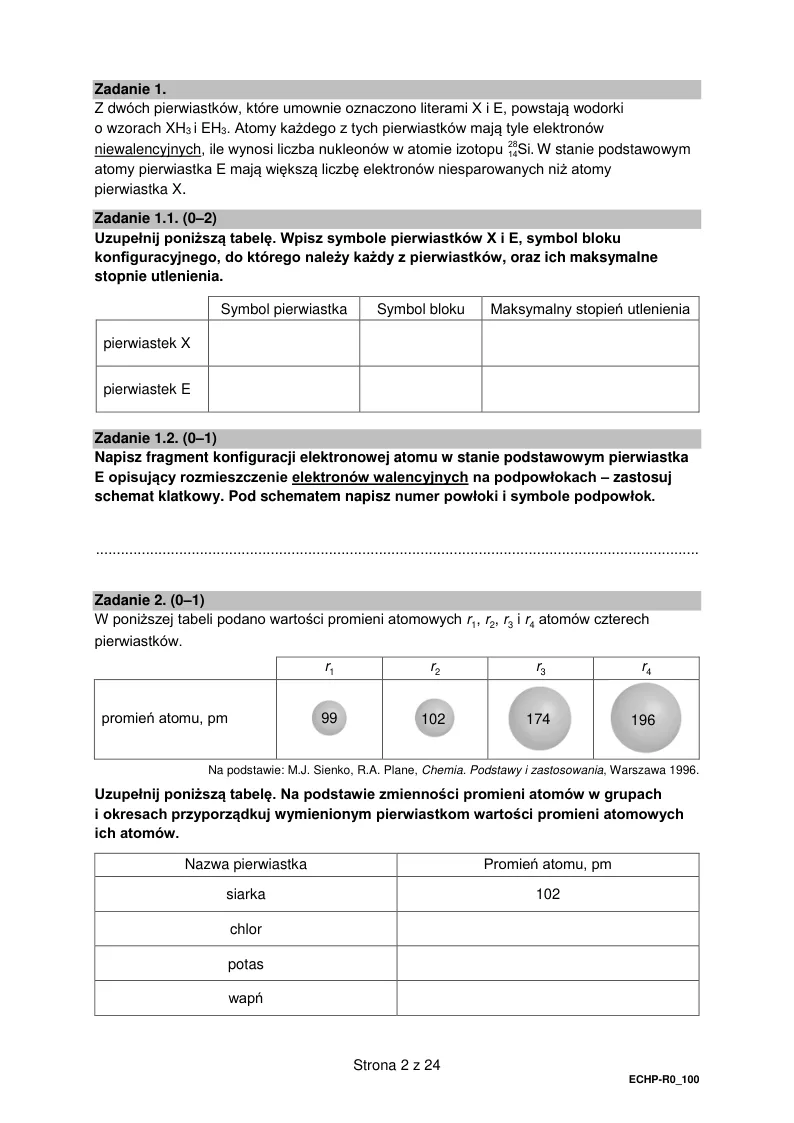 Zadanie 1.
Z dwóch pierwiastków, które umownie oznaczono literami X i E, powstają wodorki
o wzorach XH₃ i EH₃. Atomy każdego z tych pierwiastków mają tyle elektronów
niewalencyjnych, ile wynosi liczba nukleonów w atomie izotopu ²⁸₁₄Si. W stanie podstawowym
atomy pierwiastka E mają większą liczbę elektronów niesparowanych niż atomy
pierwiastka X.
Zadanie 1.1. (0–2)
Uzupełnij poniższą tabelę. Wpisz symbole pierwiastków X i E, symbol bloku
konfiguracyjnego, do którego należy każdy z pierwiastków, oraz ich maksymalne
stopnie utlenienia.
Symbol pierwiastka Symbol bloku Maksymalny stopień utlenienia
pierwiastek X
pierwiastek E
Zadanie 1.2. (0–1)
Napisz fragment konfiguracji elektronowej atomu w stanie podstawowym pierwiastka
E opisujący rozmieszczenie elektronów walencyjnych na podpowłokach – zastosuj
schemat klatkowy. Pod schematem napisz numer powłoki i symbole podpowłok.
Zadanie 2. (0–1)
W poniższej tabeli podano wartości promieni atomowych r₁, r₂, r₃ i r₄ atomów czterech
pierwiastków.
r₁ r₂ r₃ r₄
promień atomu, pm 99 102 174 196
Na podstawie: M.J. Sienko, R.A. Plane, Chemia. Podstawy i zastosowania, Warszawa 1996.
Uzupełnij poniższą tabelę. Na podstawie zmienności promieni atomów w grupach
i okresach przyporządkuj wymienionym pierwiastkom wartości promieni atomowych
ich atomów.
Nazwa pierwiastka Promień atomu, pm
siarka 102
chlor
potas
wapń
Strona 2 z 24
ECHP-R0_100